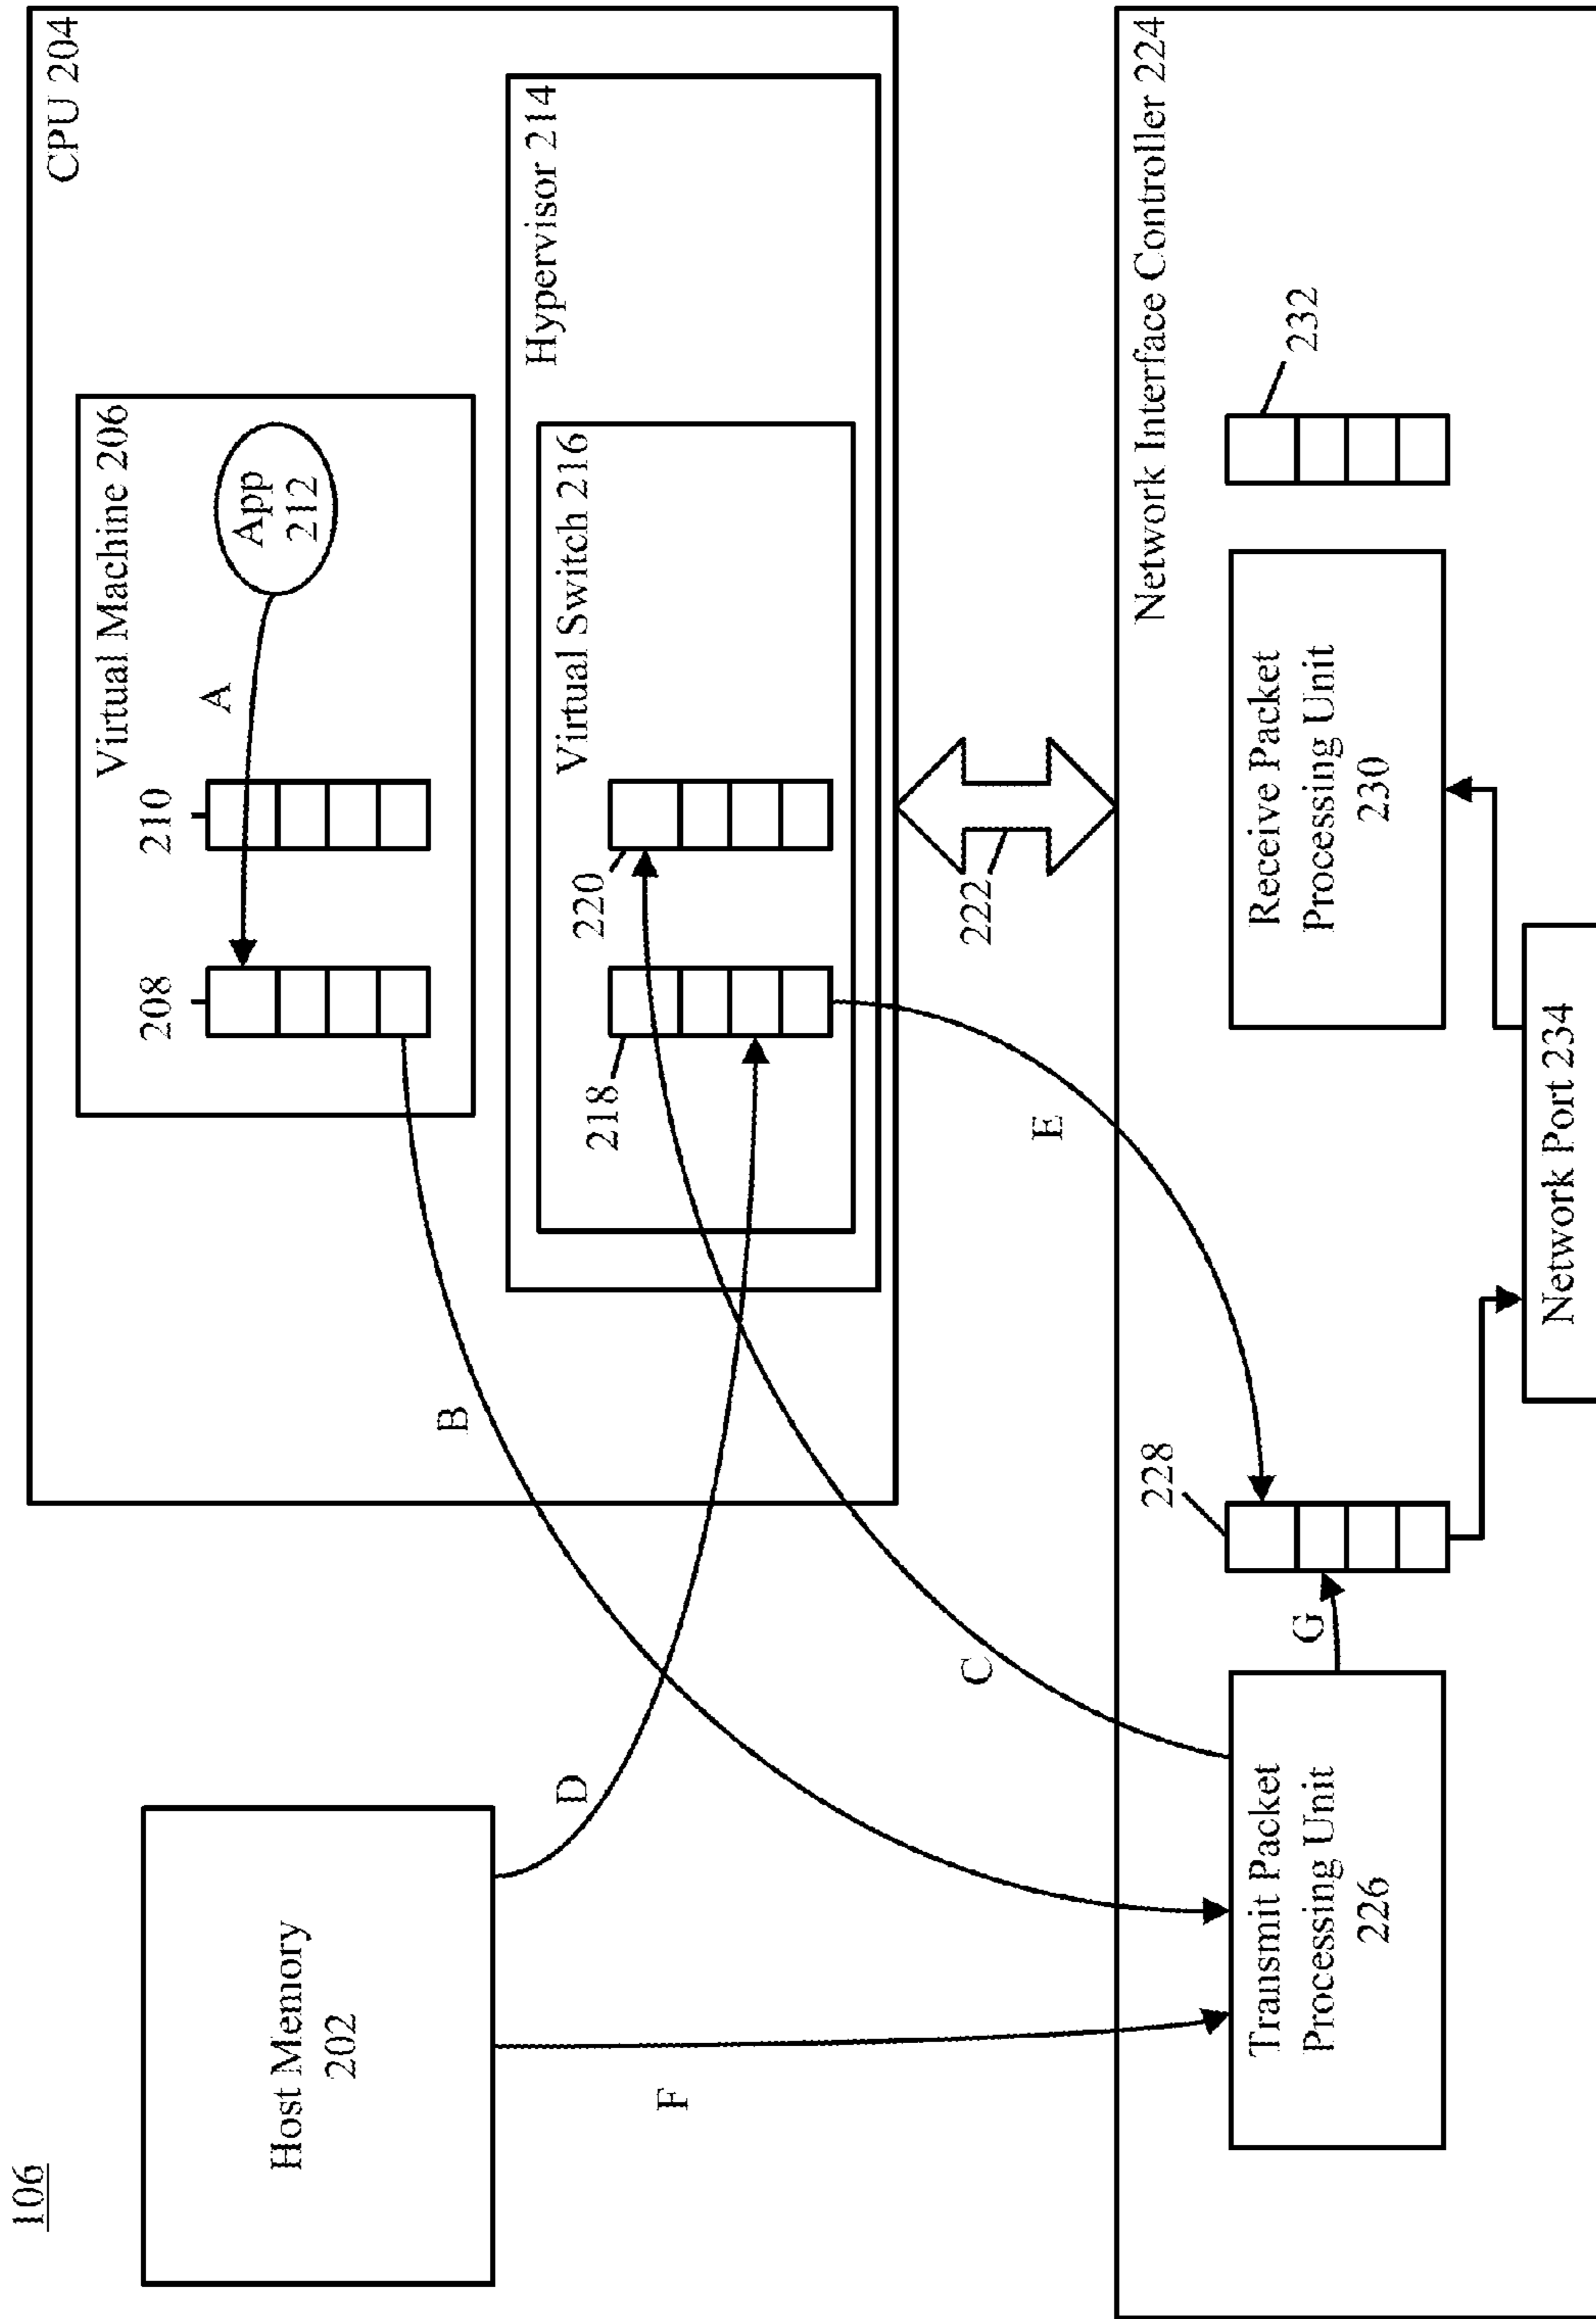 106
Host Memory
202
CPU 204
Virtual Machine 206
208
210
App
212
A
B
Hypervisor 214
Virtual Switch 216
218
220
D
F
C
E
222
Network Interface Controller 224
Transmit Packet
Processing Unit
226
G
228
Receive Packet
Processing Unit
230
232
Network Port 234